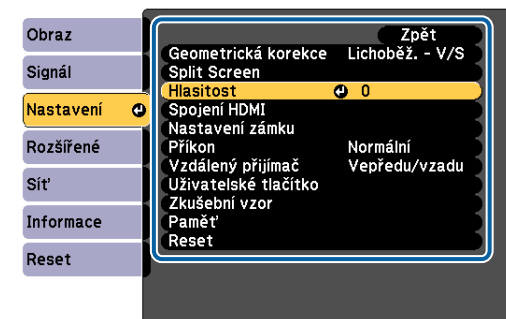 Obraz
Signál
Nastavení
Rozšířené
Síť
Informace
Reset
Zpět
Geometrická korekce Lichoběž. - V/S
Split Screen
Hlasitost 0
Spojení HDMI
Nastavení zámku
Příkon Normální
Vzdálený přijímač Vepředu/vzadu
Uživatelské tlačítko
Zkušební vzor
Paměť
Reset